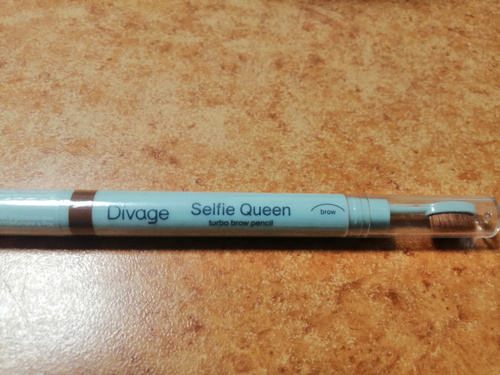 Divage
Selfie Queen
turbo brow pencil
brow